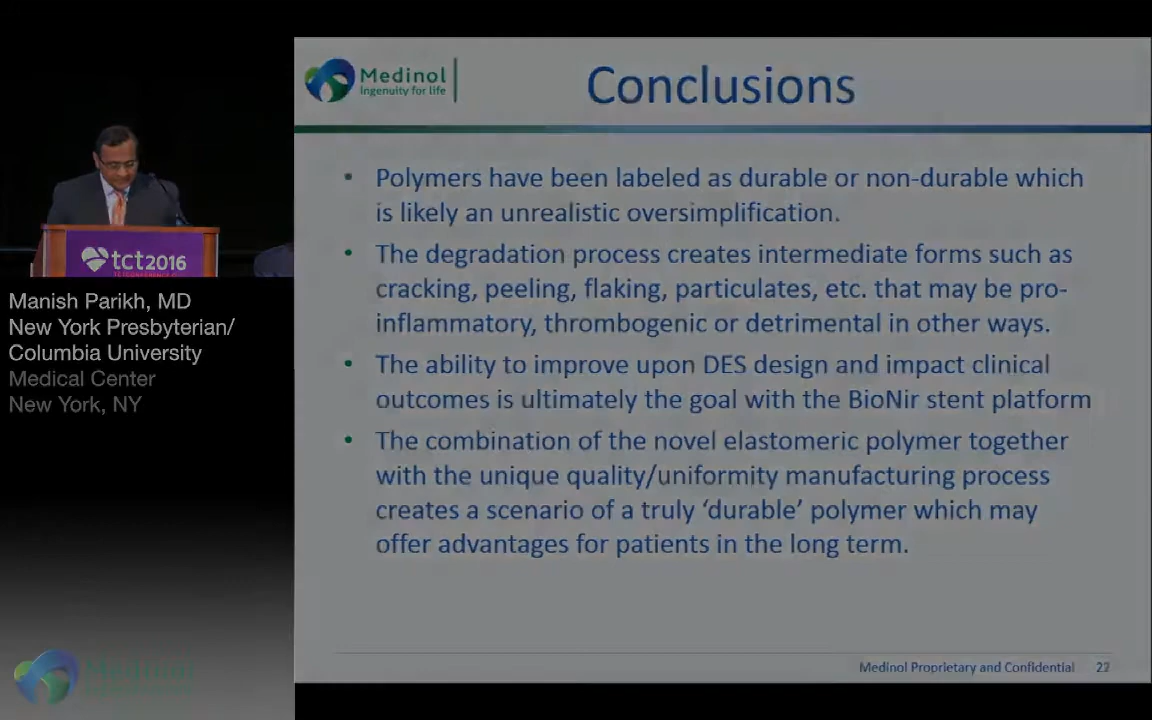 Medinol
Ingenuity for life
Conclusions
• Polymers have been labeled as durable or non-durable which
is likely an unrealistic oversimplification.
• The degradation process creates intermediate forms such as
cracking, peeling, flaking, particulates, etc. that may be pro-
inflammatory, thrombogenic or detrimental in other ways.
• The ability to improve upon DES design and impact clinical
outcomes is ultimately the goal with the BioNir stent platform
• The combination of the novel elastomeric polymer together
with the unique quality/uniformity manufacturing process
creates a scenario of a truly ‘durable’ polymer which may
offer advantages for patients in the long term.
Medinol Proprietary and Confidential 22
tct2016
Manish Parikh, MD
New York Presbyterian/
Columbia University
Medical Center
New York, NY
Medinol